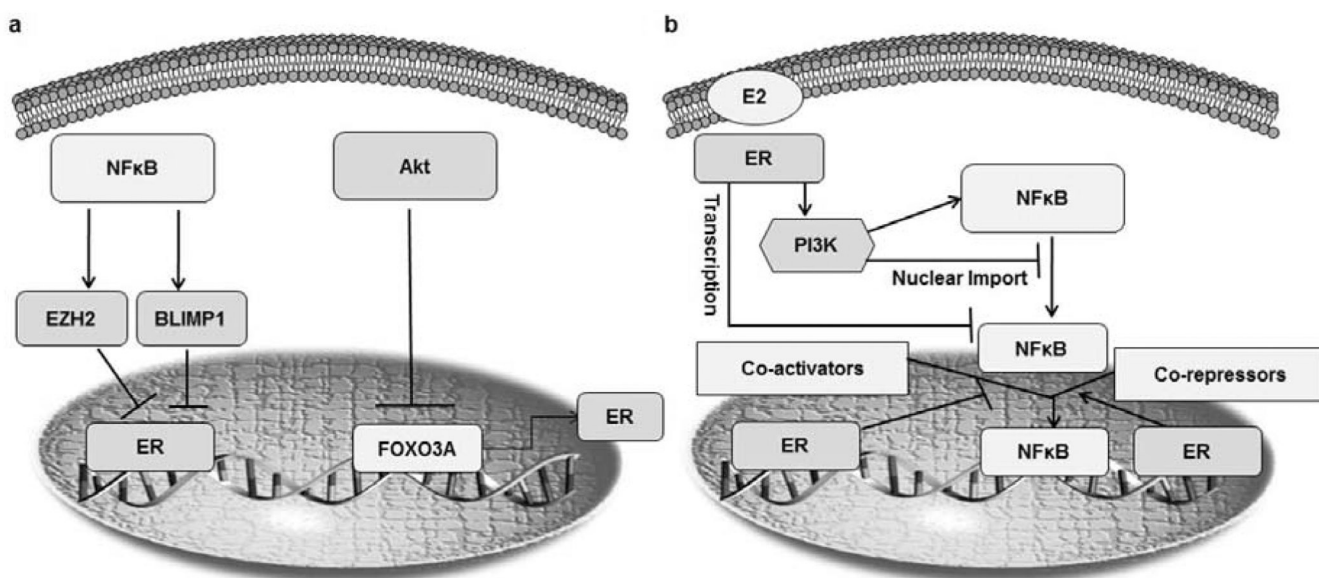 a
NFκB
Akt
EZH2
BLIMP1
ER
FOXO3A
ER
b
E2
ER
Transcription
PI3K
NFκB
Nuclear Import
NFκB
Co-activators
Co-repressors
ER
NFκB
ER